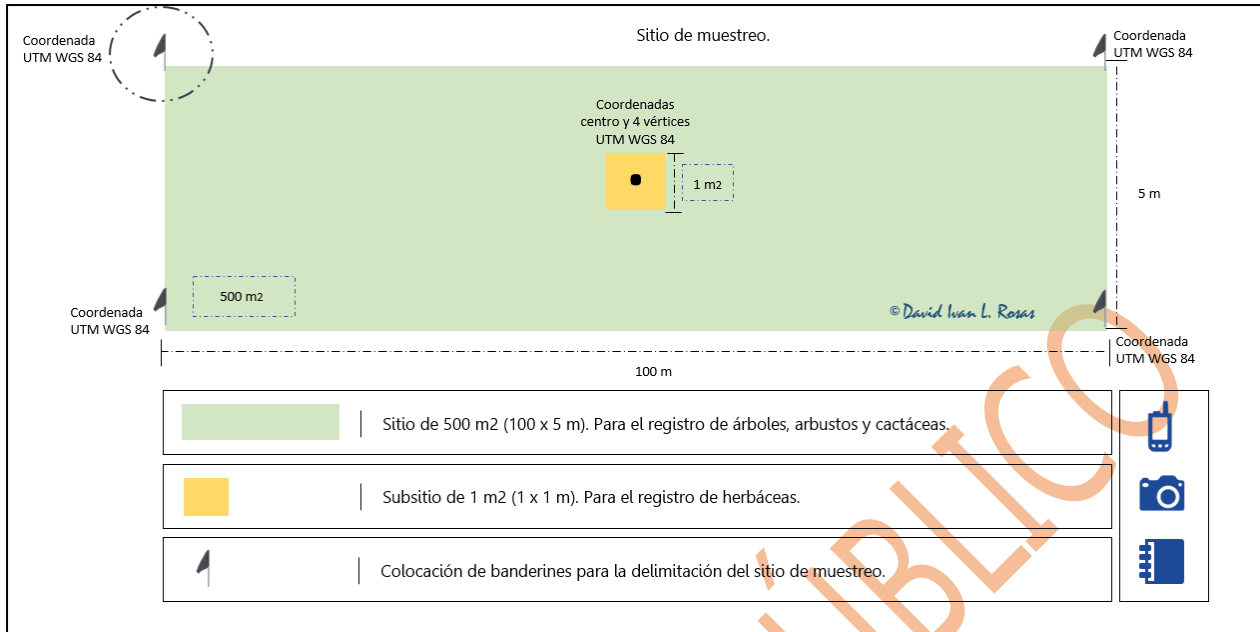 Sitio de muestreo.
Coordenada
UTM WGS 84
Coordenada
UTM WGS 84
Coordenadas
centro y 4 vértices
UTM WGS 84
1 m2
5 m
500 m2
© David Ivan L. Rosas
Coordenada
UTM WGS 84
Coordenada
UTM WGS 84
100 m
Sitio de 500 m2 (100 x 5 m). Para el registro de árboles, arbustos y cactáceas.
Subsitio de 1 m2 (1 x 1 m). Para el registro de herbáceas.
Colocación de banderines para la delimitación del sitio de muestreo.
ÚBLICO